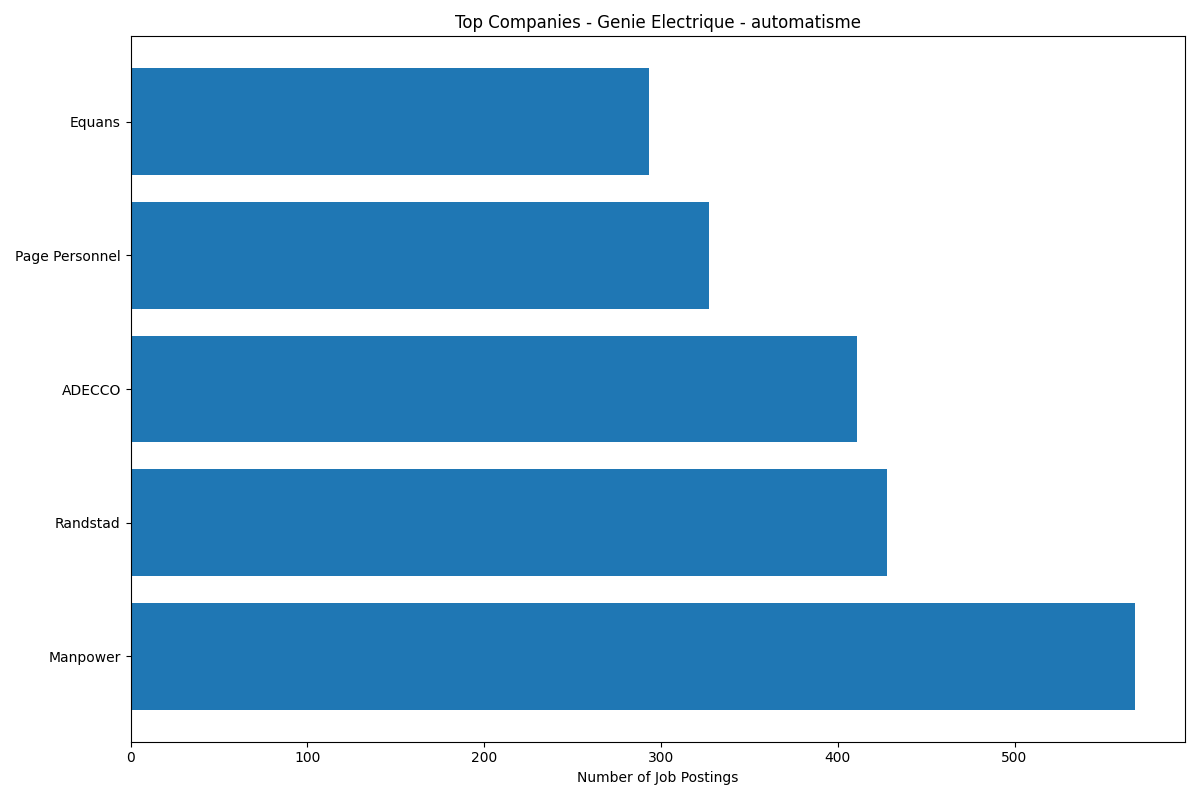 Top Companies - Genie Electrique - automatisme
Equans
Page Personnel
ADECCO
Randstad
Manpower
0 100 200 300 400 500
Number of Job Postings